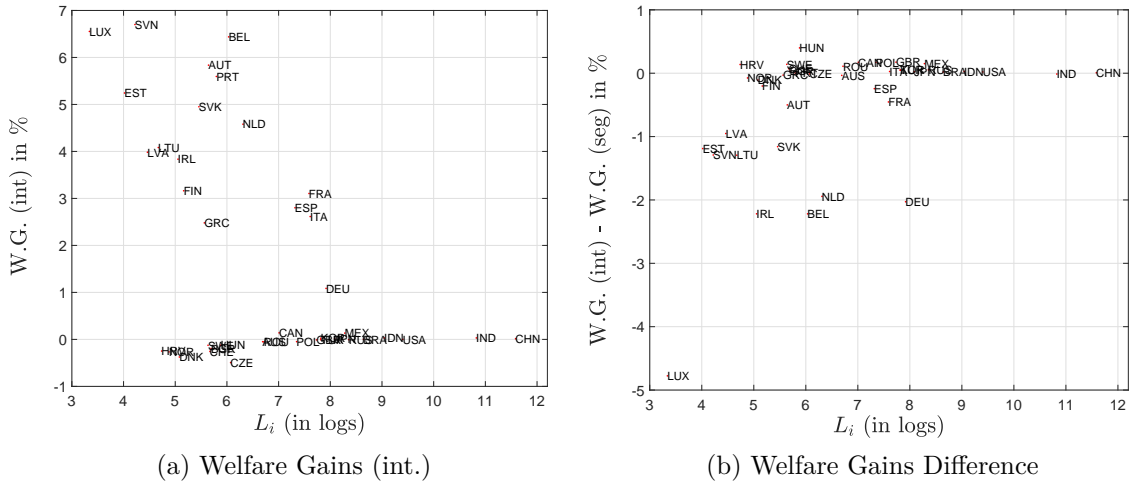 W.G. (int) in %
7
6
5
4
3
2
1
0
-1
LUX
SVN
BEL
AUT
PRT
EST
SVK
NLD
LTU
LVA
IRL
FIN
FRA
ESP
ITA
GRC
DEU
CAN
MEX
IDN
USA
IND
CHN
POL
HUN
HRV
NOR
DNK
CHE
CZE
3 4 5 6 7 8 9 10 11 12
L_i (in logs)
(a) Welfare Gains (int.)
W.G. (int) - W.G. (seg) in %
1
0
-1
-2
-3
-4
-5
HUN
HRV
SWE
ROU
CAN
POL
GBR
MEX
NOR
DNK
FIN
GRC
CZE
AUS
ITA
BRA
IDN
USA
IND
CHN
ESP
FRA
AUT
LVA
EST
SVN
LTU
SVK
NLD
DEU
IRL
BEL
LUX
3 4 5 6 7 8 9 10 11 12
L_i (in logs)
(b) Welfare Gains Difference